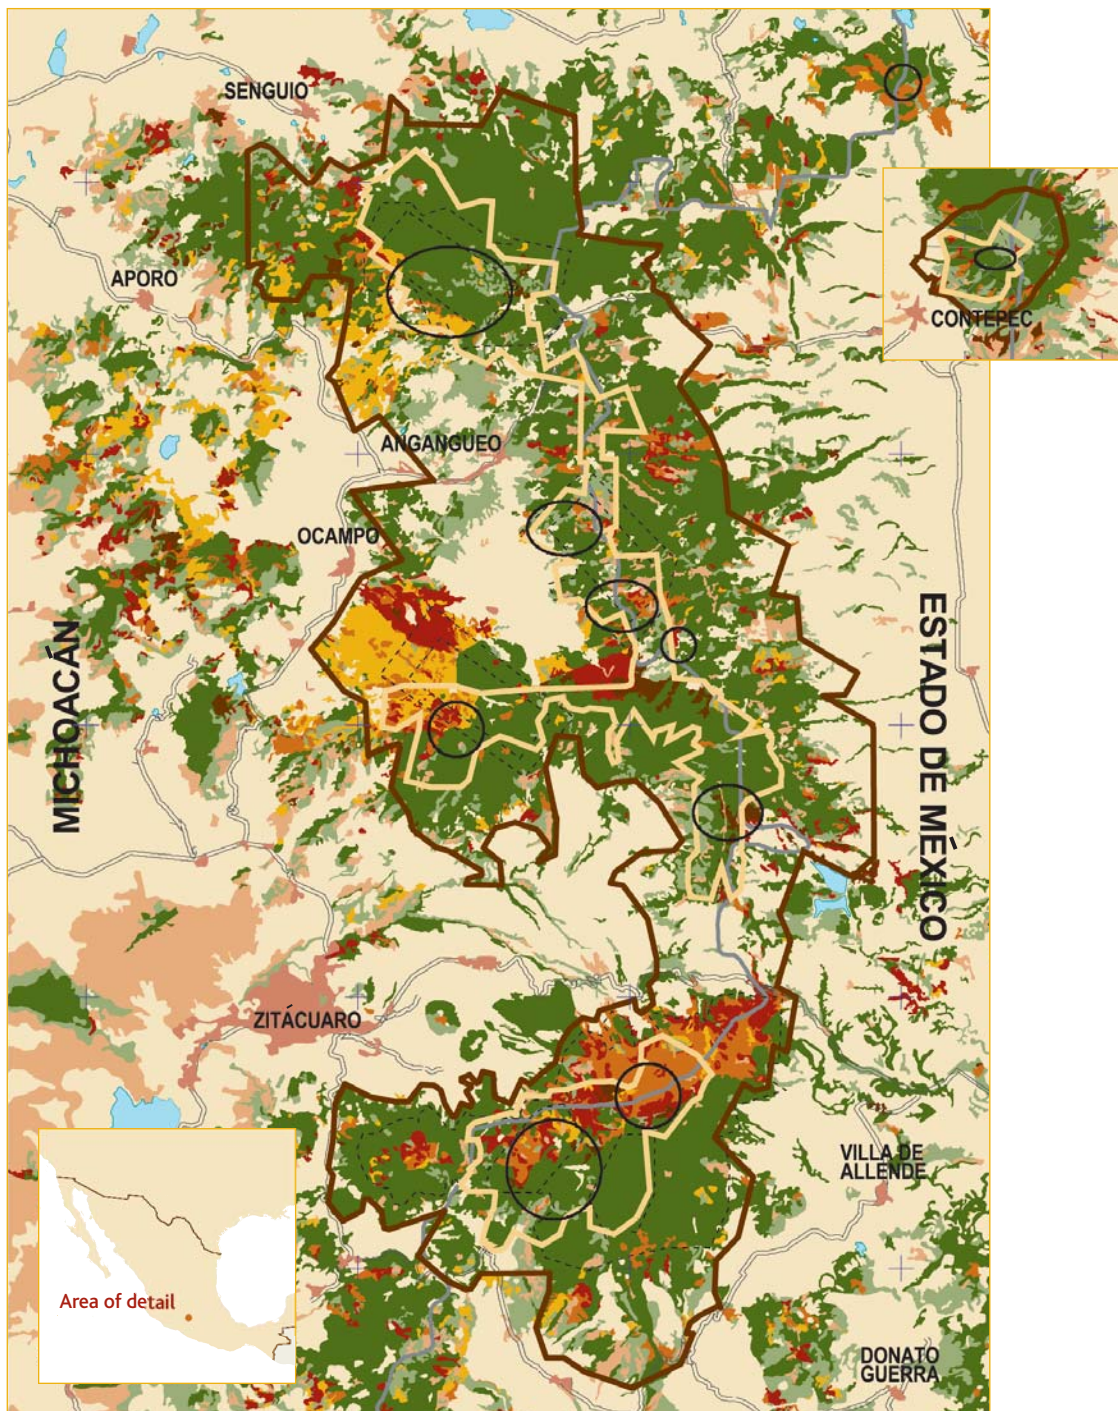 SENGUIO
APORO
CONTEPEC
ANGANGUEO
OCAMPO
MICHOACÁN
ESTADO DE MÉXICO
ZITÁCUARO
VILLA DE
ALLENDE
Area of detail
DONATO
GUERRA